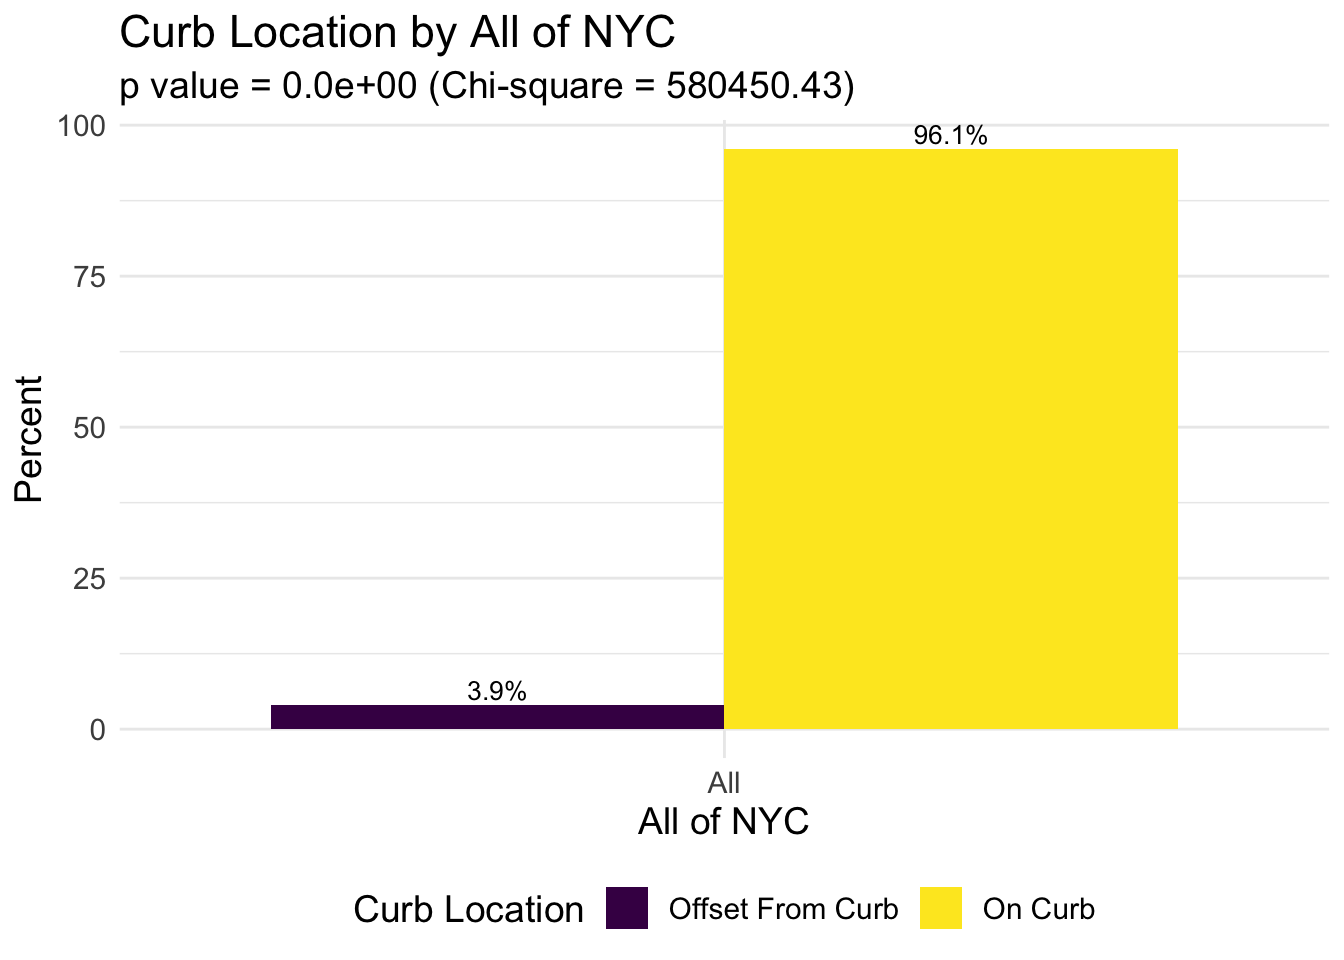 Curb Location by All of NYC
p value = 0.0e+00 (Chi-square = 580450.43)
100
96.1%
75
Percent
50
25
3.9%
0
All
All of NYC
Curb Location
Offset From Curb
On Curb